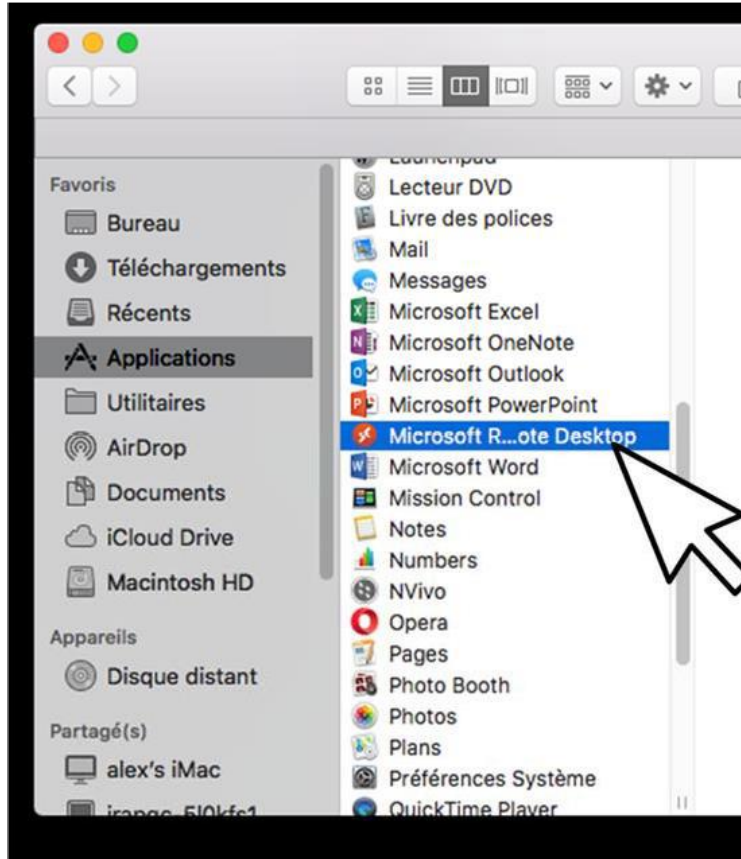 Favoris
Bureau
Téléchargements
Récents
Applications
Utilitaires
AirDrop
Documents
iCloud Drive
Macintosh HD
Appareils
Disque distant
Partagé(s)
alex's iMac
Launchpad
Lecteur DVD
Livre des polices
Mail
Messages
Microsoft Excel
Microsoft OneNote
Microsoft Outlook
Microsoft PowerPoint
Microsoft R...ote Desktop
Microsoft Word
Mission Control
Notes
Numbers
NVivo
Opera
Pages
Photo Booth
Photos
Plans
Préférences Système
QuickTime Player